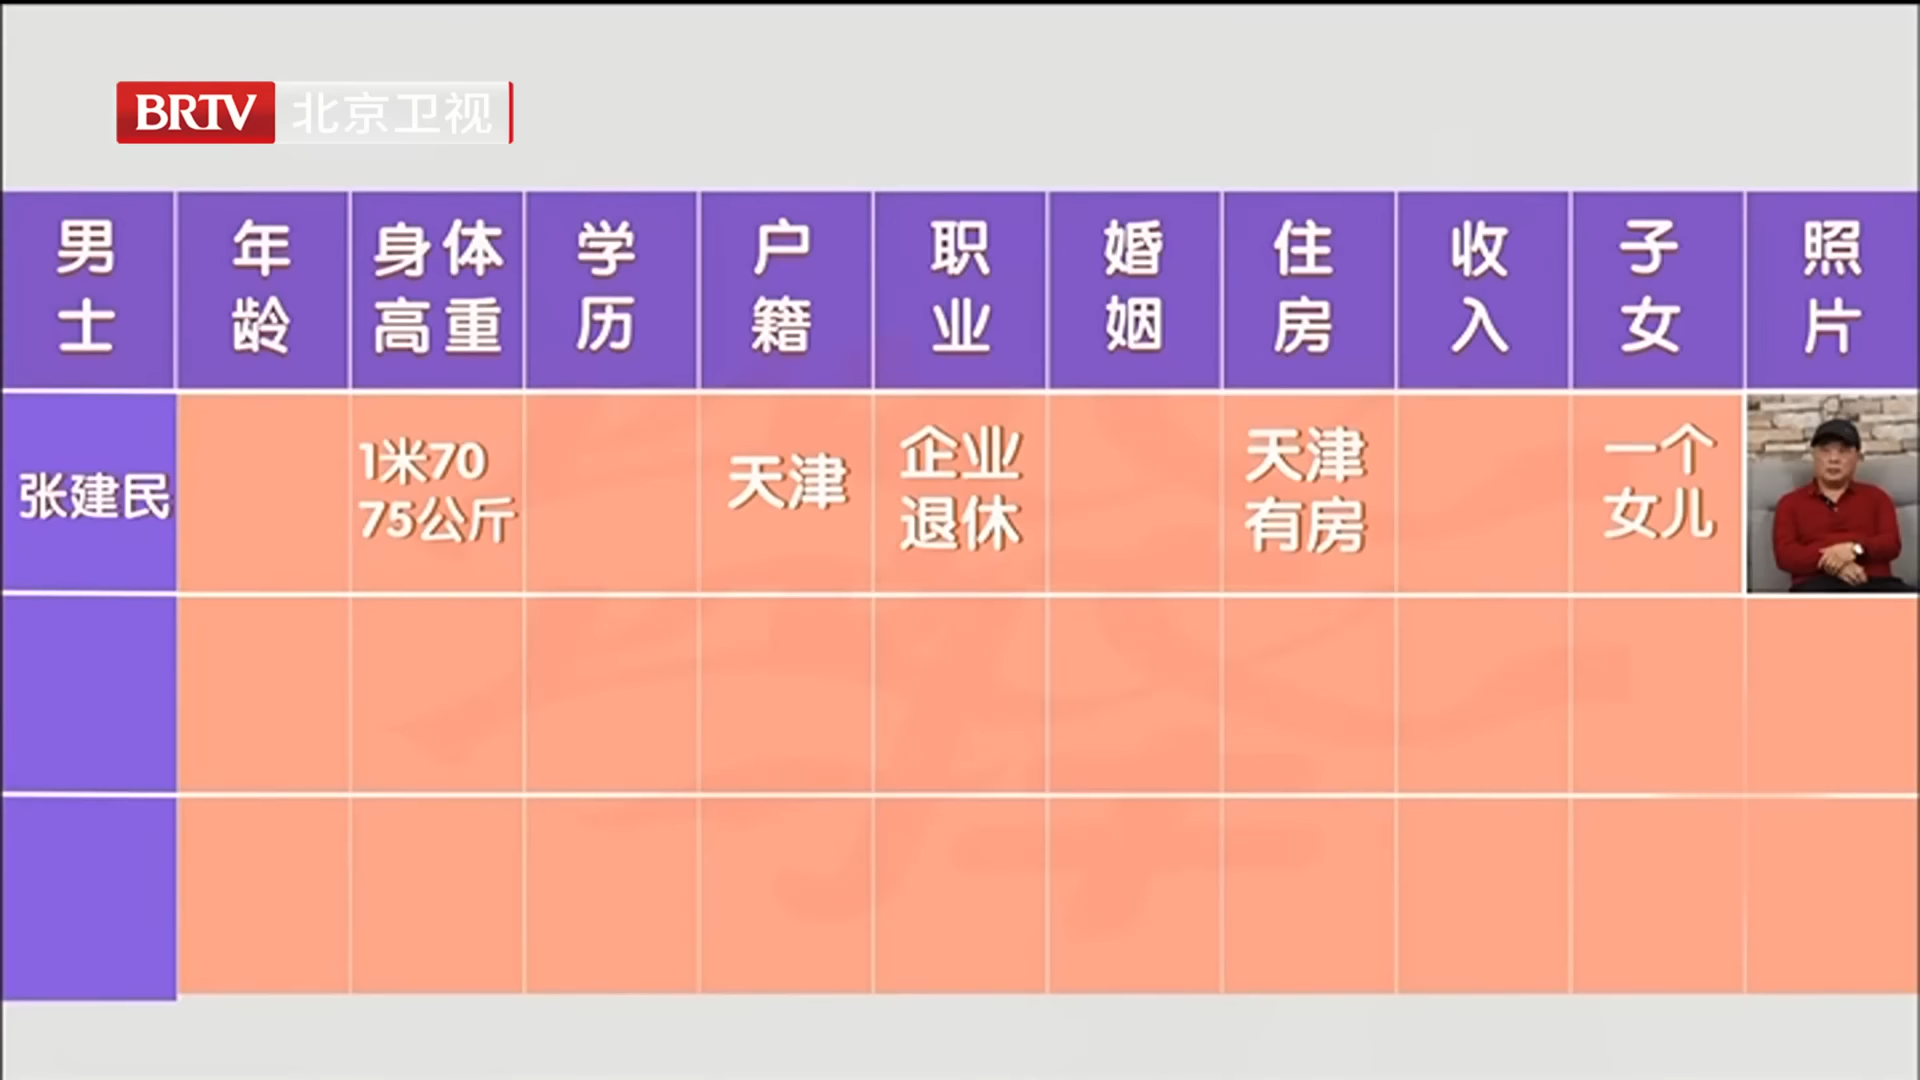 BRTV 北京卫视
男士 年龄 身体高重 学历 户籍 职业 婚姻 住房 收入 子女 照片
张建民
1米70
75公斤
天津
企业
退休
天津
有房
一个
女儿